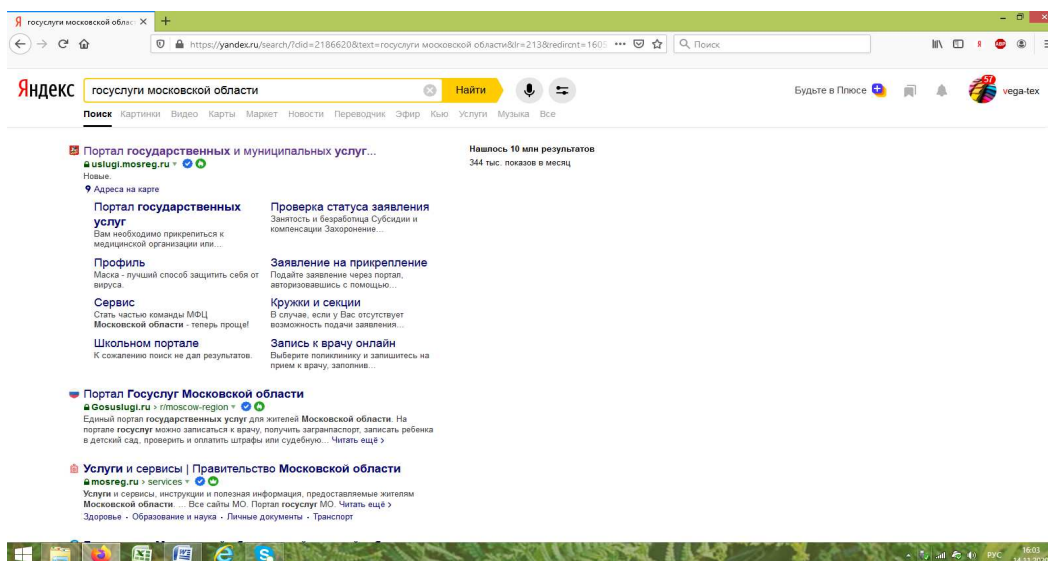 госуслуги московской облас
https://yandex.ru/search/?clid=2186620&text=госуслуги московской области&lr=213&redircnt=1605
Поиск
ABP
Яндекс
госуслуги московской области
Найти
Будьте в Плюсе
57
vega-tex
Поиск Картинки Видео Карты Маркет Новости Переводчик Эфир Кью Услуги Музыка Все
Портал государственных и муниципальных услуг...
uslugi.mosreg.ru
Новые.
Адреса на карте
Портал государственных
услуг
Вам необходимо прикрепиться к
медицинской организации или...
Проверка статуса заявления
Занятость и безработица Субсидии и
компенсации Захоронение...
Профиль
Маска - лучший способ защитить себя от
вируса.
Заявление на прикрепление
Подайте заявление через портал,
авторизовавшись с помощью...
Сервис
Стать частью команды МФЦ
Московской области - теперь проще!
Кружки и секции
В случае, если у Вас отсутствует
возможность подачи заявления...
Школьном портале
К сожалению поиск не дал результатов.
Запись к врачу онлайн
Выберите поликлинику и запишитесь на
прием к врачу, заполнив...
Нашлось 10 млн результатов
344 тыс. показов в месяц
Портал Госуслуг Московской области
Gosuslugi.ru › r/moscow-region
Единый портал государственных услуг для жителей Московской области. На
портале госуслуг можно записаться к врачу, получить загранпаспорт, записать ребенка
в детский сад, проверить и оплатить штрафы или судебную... Читать ещё ›
Услуги и сервисы | Правительство Московской области
mosreg.ru › services
Услуги и сервисы, инструкции и полезная информация, предоставляемые жителям
Московской области. ... Все сайты МО. Портал госуслуг МО. Читать ещё ›
Здоровье · Образование и наука · Личные документы · Транспорт
РУС
16:03
14.11.2020